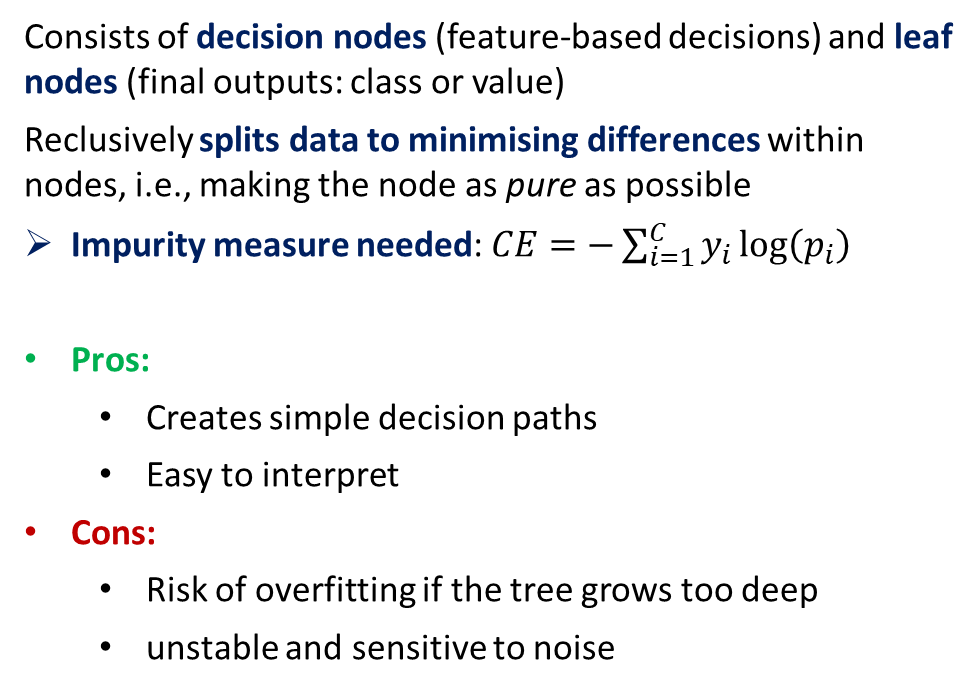 Consists of decision nodes (feature-based decisions) and leaf
nodes (final outputs: class or value)
Reclusively splits data to minimising differences within
nodes, i.e., making the node as pure as possible
➢ Impurity measure needed: CE = −∑_{i=1}^{C} y_i log(p_i)
• Pros:
• Creates simple decision paths
• Easy to interpret
• Cons:
• Risk of overfitting if the tree grows too deep
• unstable and sensitive to noise